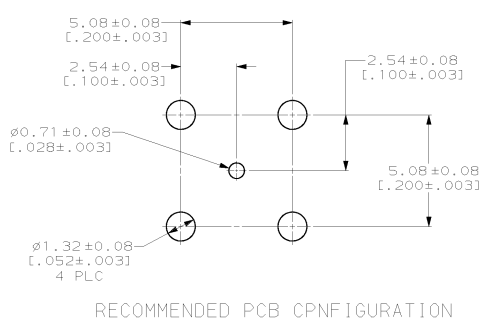 5.08±0.08
[.200±.003]
2.54±0.08
[.100±.003]
2.54±0.08
[.100±.003]
ø0.71±0.08
[.028±.003]
5.08±0.08
[.200±.003]
ø1.32±0.08
[.052±.003]
4 PLC
RECOMMENDED PCB CPNFIGURATION